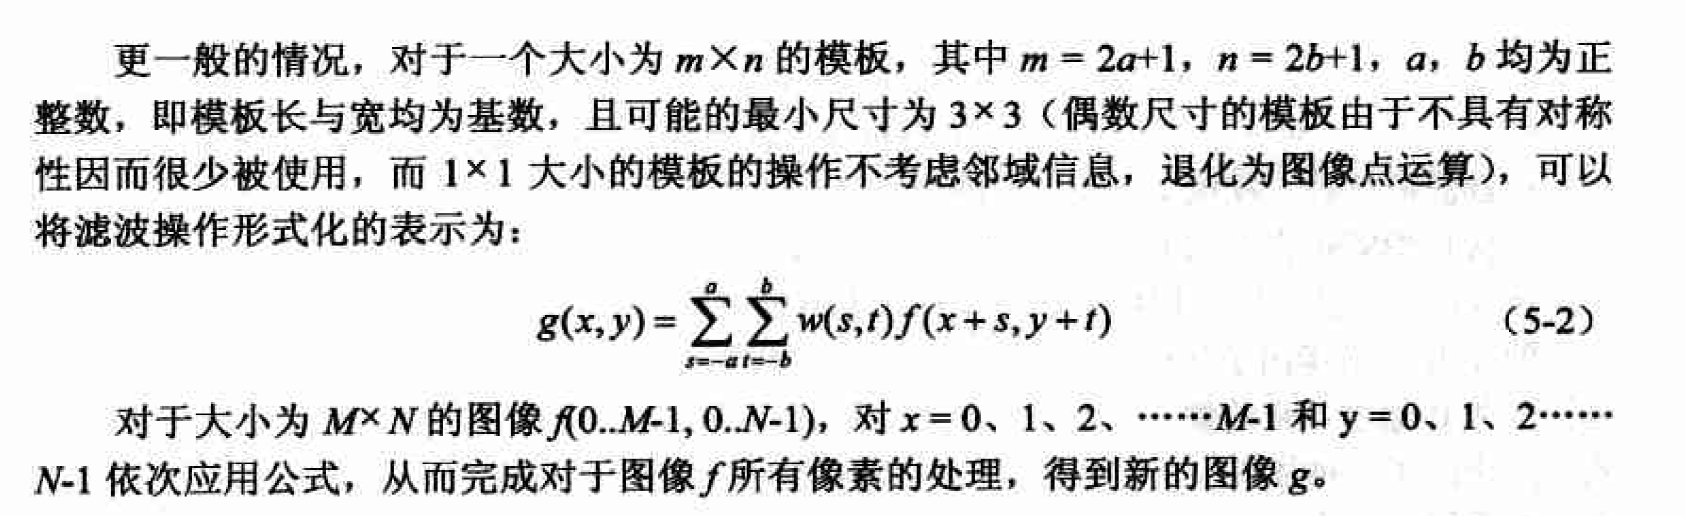 更一般的情况，对于一个大小为 m×n 的模板，其中 m = 2a+1，n = 2b+1，a，b 均为正
整数，即模板长与宽均为基数，且可能的最小尺寸为 3×3（偶数尺寸的模板由于不具有对称
性因而很少被使用，而 1×1 大小的模板的操作不考虑邻域信息，退化为图像点运算），可以
将滤波操作形式化的表示为：
g(x,y) = ∑_{s=-a}^{a} ∑_{t=-b}^{b} w(s,t) f(x+s, y+t) （5-2）
对于大小为 M×N 的图像 f(0..M-1, 0..N-1)，对 x = 0、1、2、……M-1 和 y = 0、1、2……
N-1 依次应用公式，从而完成对于图像 f 所有像素的处理，得到新的图像 g。